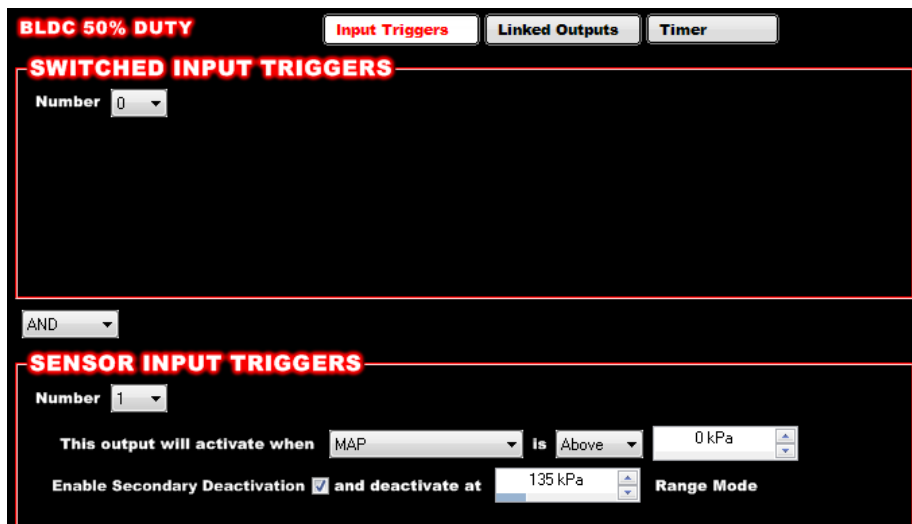 BLDC 50% DUTY Input Triggers Linked Outputs Timer
SWITCHED INPUT TRIGGERS
Number 0
AND
SENSOR INPUT TRIGGERS
Number 1
This output will activate when MAP is Above 0 kPa
Enable Secondary Deactivation and deactivate at 135 kPa Range Mode